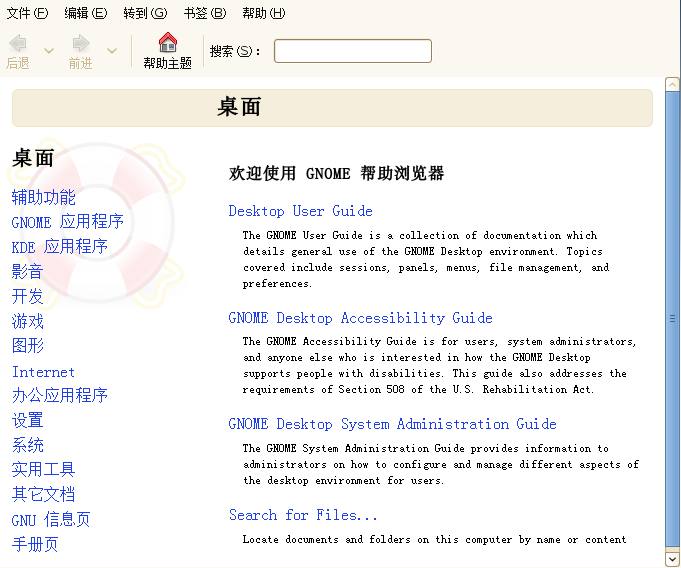 文件(F) 编辑(E) 转到(G) 书签(B) 帮助(H)
后退 前进 帮助主题 搜索(S)：
桌面
桌面
辅助功能
GNOME 应用程序
KDE 应用程序
影音
开发
游戏
图形
Internet
办公应用程序
设置
系统
实用工具
其它文档
GNU 信息页
手册页
欢迎使用 GNOME 帮助浏览器
Desktop User Guide
The GNOME User Guide is a collection of documentation which
details general use of the GNOME Desktop environment. Topics
covered include sessions, panels, menus, file management, and
preferences.
GNOME Desktop Accessibility Guide
The GNOME Accessibility Guide is for users, system administrators,
and anyone else who is interested in how the GNOME Desktop
supports people with disabilities. This guide also addresses the
requirements of Section 508 of the U.S. Rehabilitation Act.
GNOME Desktop System Administration Guide
The GNOME System Administration Guide provides information to
administrators on how to configure and manage different aspects of
the desktop environment for users.
Search for Files...
Locate documents and folders on this computer by name or content